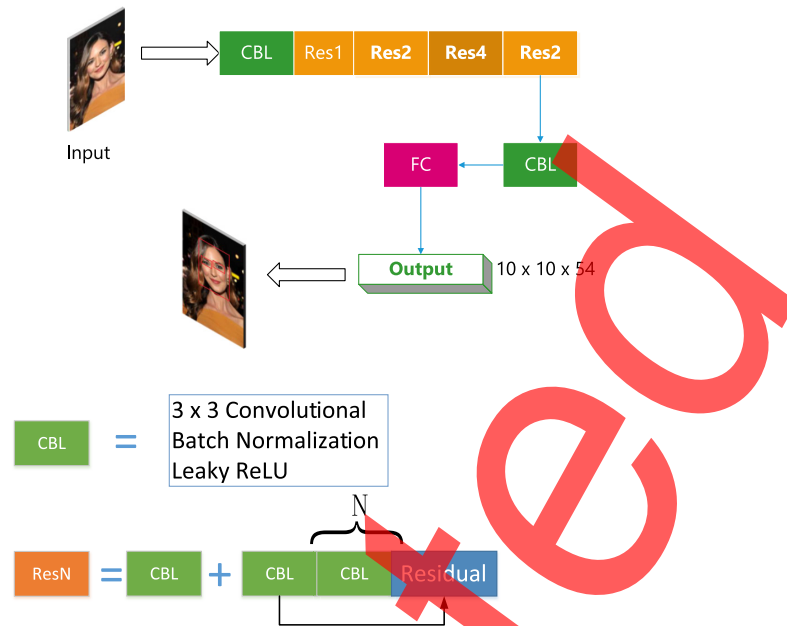 CBL Res1 Res2 Res4 Res2
Input
FC CBL
Output 10 x 10 x 54
CBL = 3 x 3 Convolutional
Batch Normalization
Leaky ReLU
N
ResN = CBL + CBL CBL Residual
ted